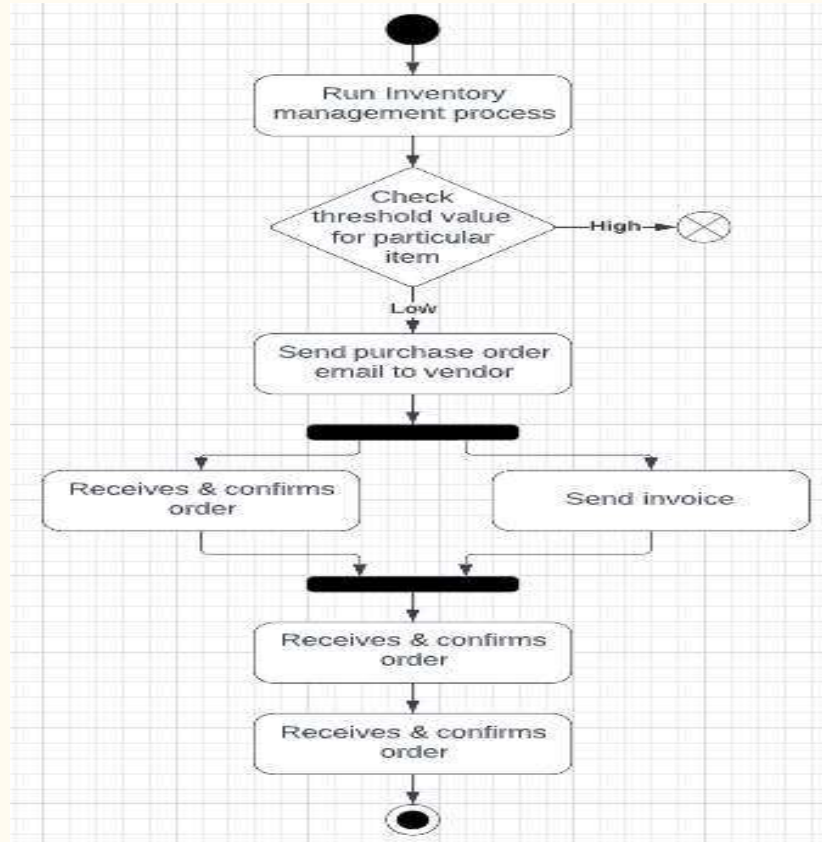 Run Inventory
management process
Check
threshold value
for particular
item
High
Low
Send purchase order
email to vendor
Receives & confirms
order
Send invoice
Receives & confirms
order
Receives & confirms
order